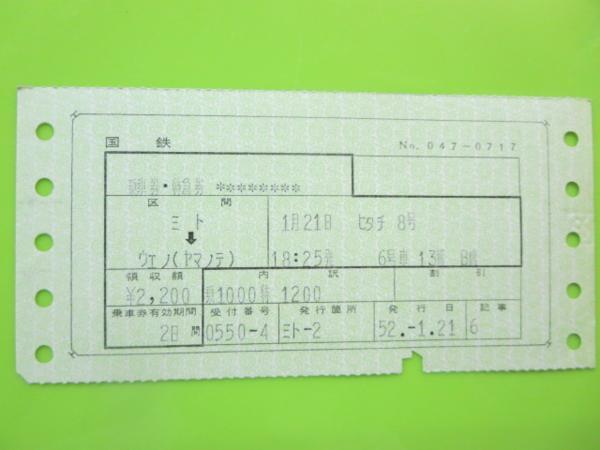 国鉄 No. 047-0717
乗車券・特急券 ********
区間
ミト 1月21日 ヒタチ 8号
↓
ウエノ(ヤマノテ) 18:25発 6号車 13番 B席
領収額 内訳 割引
¥2,200 乗1000特 1200
乗車券有効期間 受付番号 発行箇所 発行日 記事
2日間 0550-4 ミト-2 52.-1.21 6